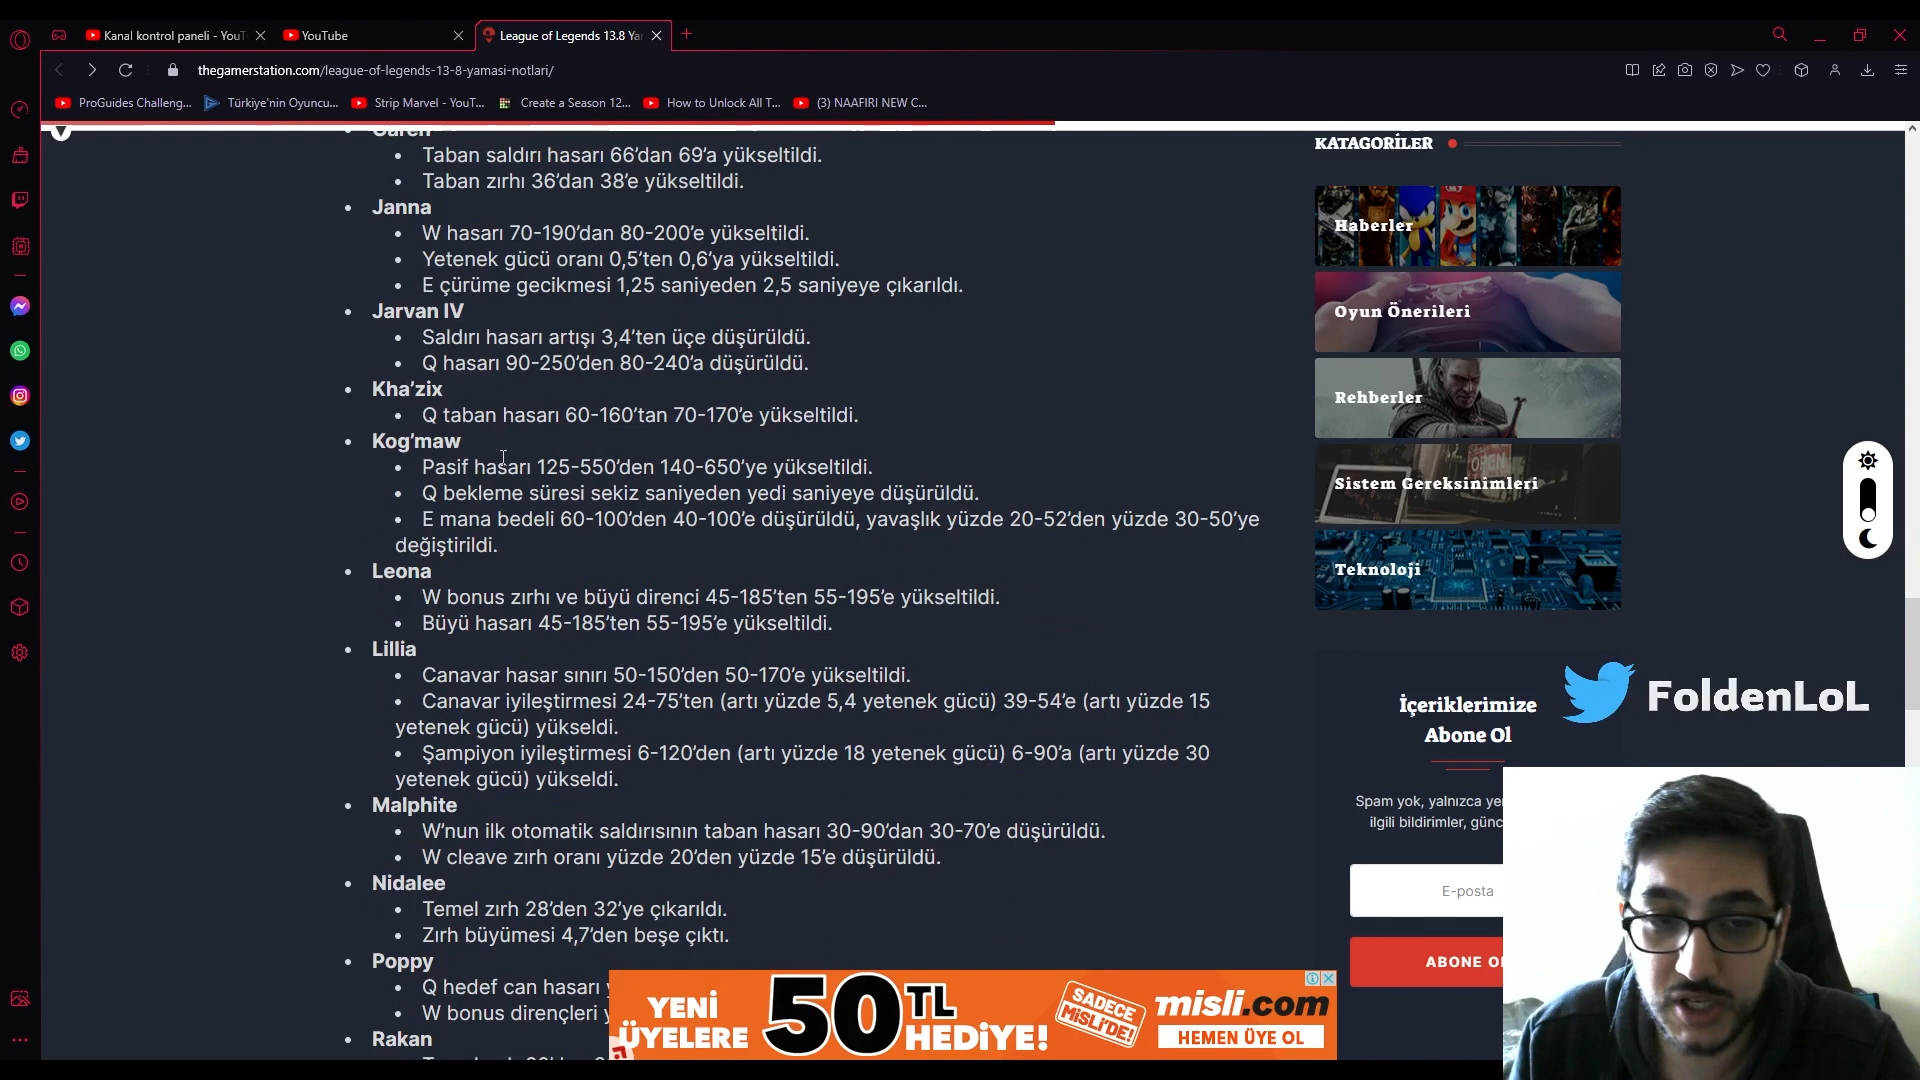 Kanal kontrol paneli - YouT
YouTube
League of Legends 13.8 Ya
thegamerstation.com/league-of-legends-13-8-yamasi-notlari/
ProGuides Challeng...
Türkiye'nin Oyuncu...
Strip Marvel - YouT...
Create a Season 12...
How to Unlock All T...
(3) NAAFIRI NEW C...
Garen
Taban saldırı hasarı 66'dan 69'a yükseltildi.
Taban zırhı 36'dan 38'e yükseltildi.
Janna
W hasarı 70-190'dan 80-200'e yükseltildi.
Yetenek gücü oranı 0,5'ten 0,6'ya yükseltildi.
E çürüme gecikmesi 1,25 saniyeden 2,5 saniyeye çıkarıldı.
Jarvan IV
Saldırı hasarı artışı 3,4'ten üçe düşürüldü.
Q hasarı 90-250'den 80-240'a düşürüldü.
Kha'zix
Q taban hasarı 60-160'tan 70-170'e yükseltildi.
Kog'maw
Pasif hasarı 125-550'den 140-650'ye yükseltildi.
Q bekleme süresi sekiz saniyeden yedi saniyeye düşürüldü.
E mana bedeli 60-100'den 40-100'e düşürüldü, yavaşlık yüzde 20-52'den yüzde 30-50'ye
değiştirildi.
Leona
W bonus zırhı ve büyü direnci 45-185'ten 55-195'e yükseltildi.
Büyü hasarı 45-185'ten 55-195'e yükseltildi.
Lillia
Canavar hasar sınırı 50-150'den 50-170'e yükseltildi.
Canavar iyileştirmesi 24-75'ten (artı yüzde 5,4 yetenek gücü) 39-54'e (artı yüzde 15
yetenek gücü) yükseldi.
Şampiyon iyileştirmesi 6-120'den (artı yüzde 18 yetenek gücü) 6-90'a (artı yüzde 30
yetenek gücü) yükseldi.
Malphite
W'nun ilk otomatik saldırısının taban hasarı 30-90'dan 30-70'e düşürüldü.
W cleave zırh oranı yüzde 20'den yüzde 15'e düşürüldü.
Nidalee
Temel zırh 28'den 32'ye çıkarıldı.
Zırh büyümesi 4,7'den beşe çıktı.
Poppy
Q hedef can hasarı
W bonus dirençleri
Rakan
KATAGORİLER
Haberler
Oyun Önerileri
Rehberler
Sistem Gereksinimleri
OPEN
Teknoloji
İçeriklerimize
Abone Ol
Spam yok, yalnızca ye
ilgili bildirimler, günc
E-posta
ABONE O
FoldenLoL
YENİ
ÜYELERE
50 TL
HEDİYE!
SADECE
MİSLİ'DE!
misli.com
HEMEN ÜYE OL